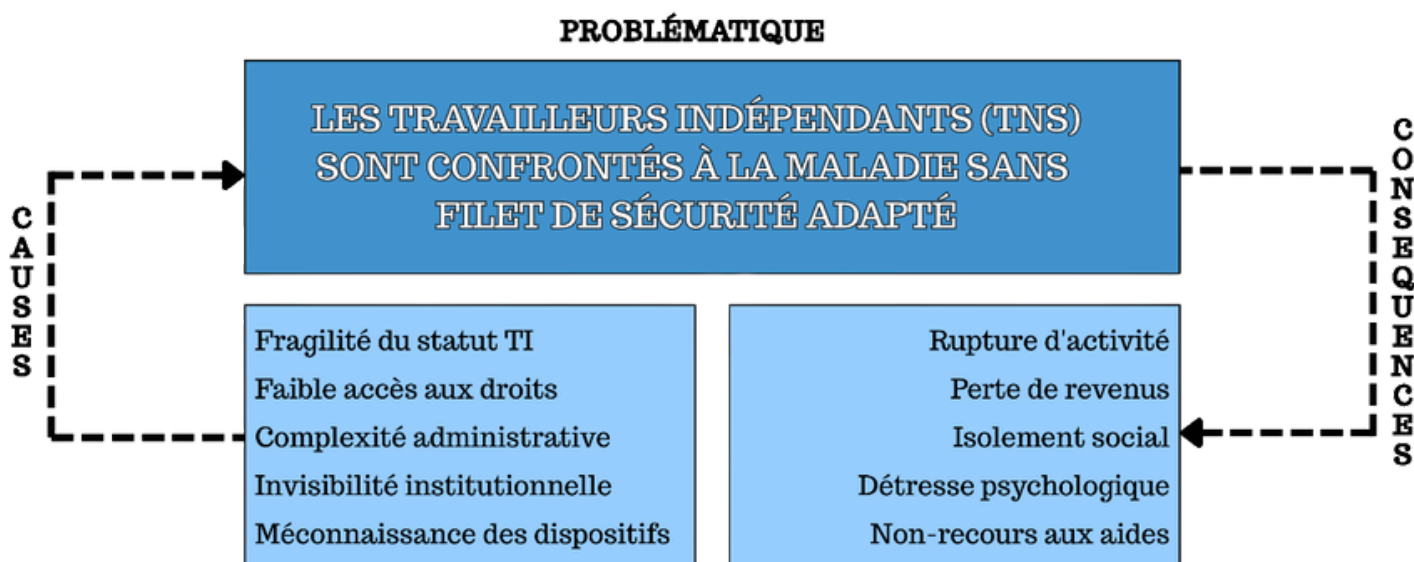 PROBLÉMATIQUE
LES TRAVAILLEURS INDÉPENDANTS (TNS)
SONT CONFRONTÉS À LA MALADIE SANS
FILET DE SÉCURITÉ ADAPTÉ
CAUSES
Fragilité du statut TI
Faible accès aux droits
Complexité administrative
Invisibilité institutionnelle
Méconnaissance des dispositifs
Rupture d'activité
Perte de revenus
Isolement social
Détresse psychologique
Non-recours aux aides
CONSEQUENCES